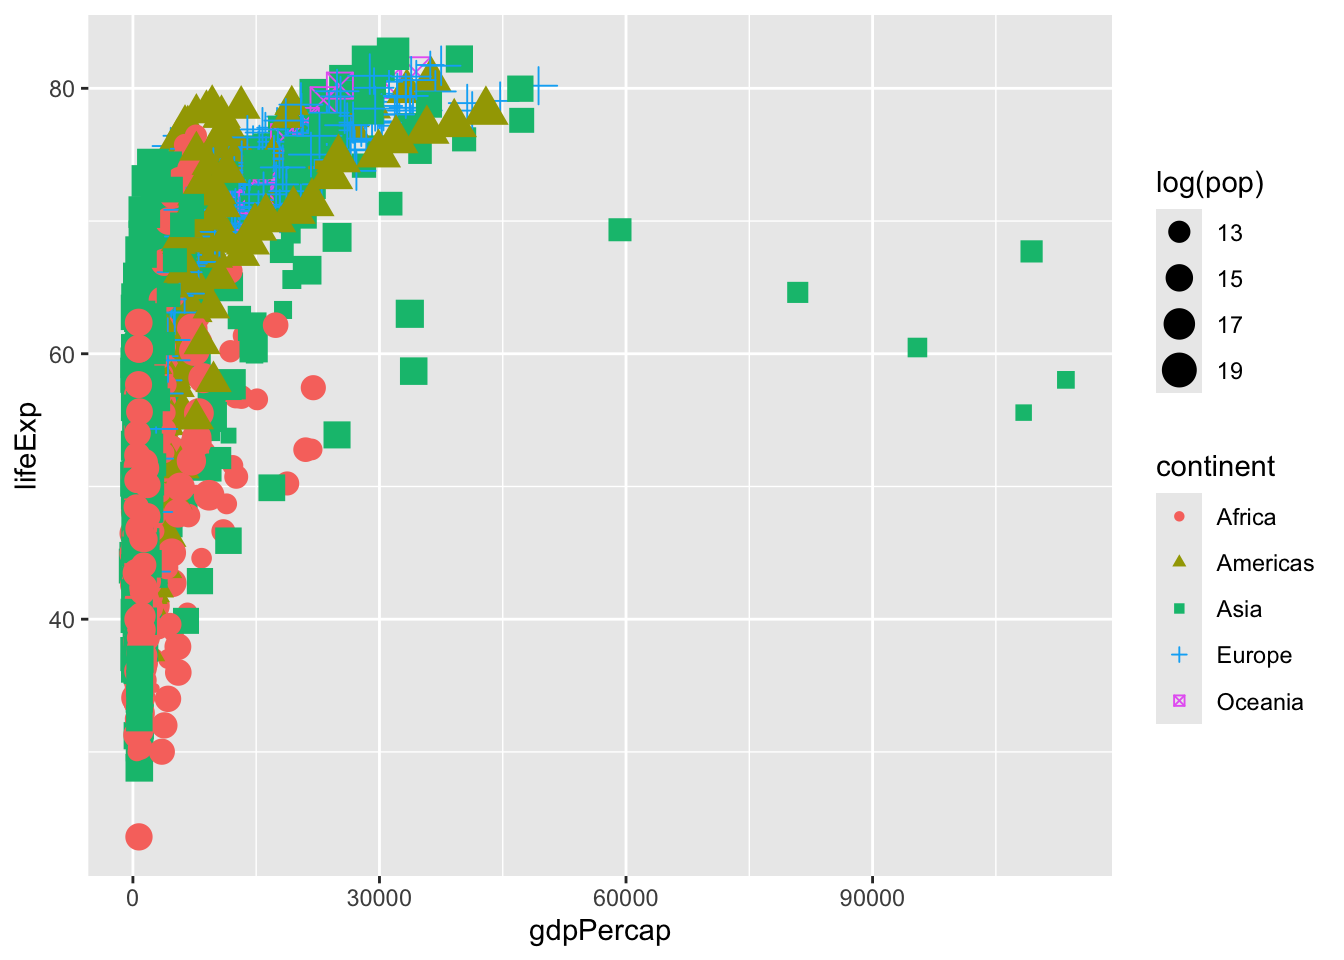 80
60
40
lifeExp
0
30000
60000
90000
gdpPercap
log(pop)
13
15
17
19
continent
Africa
Americas
Asia
Europe
Oceania